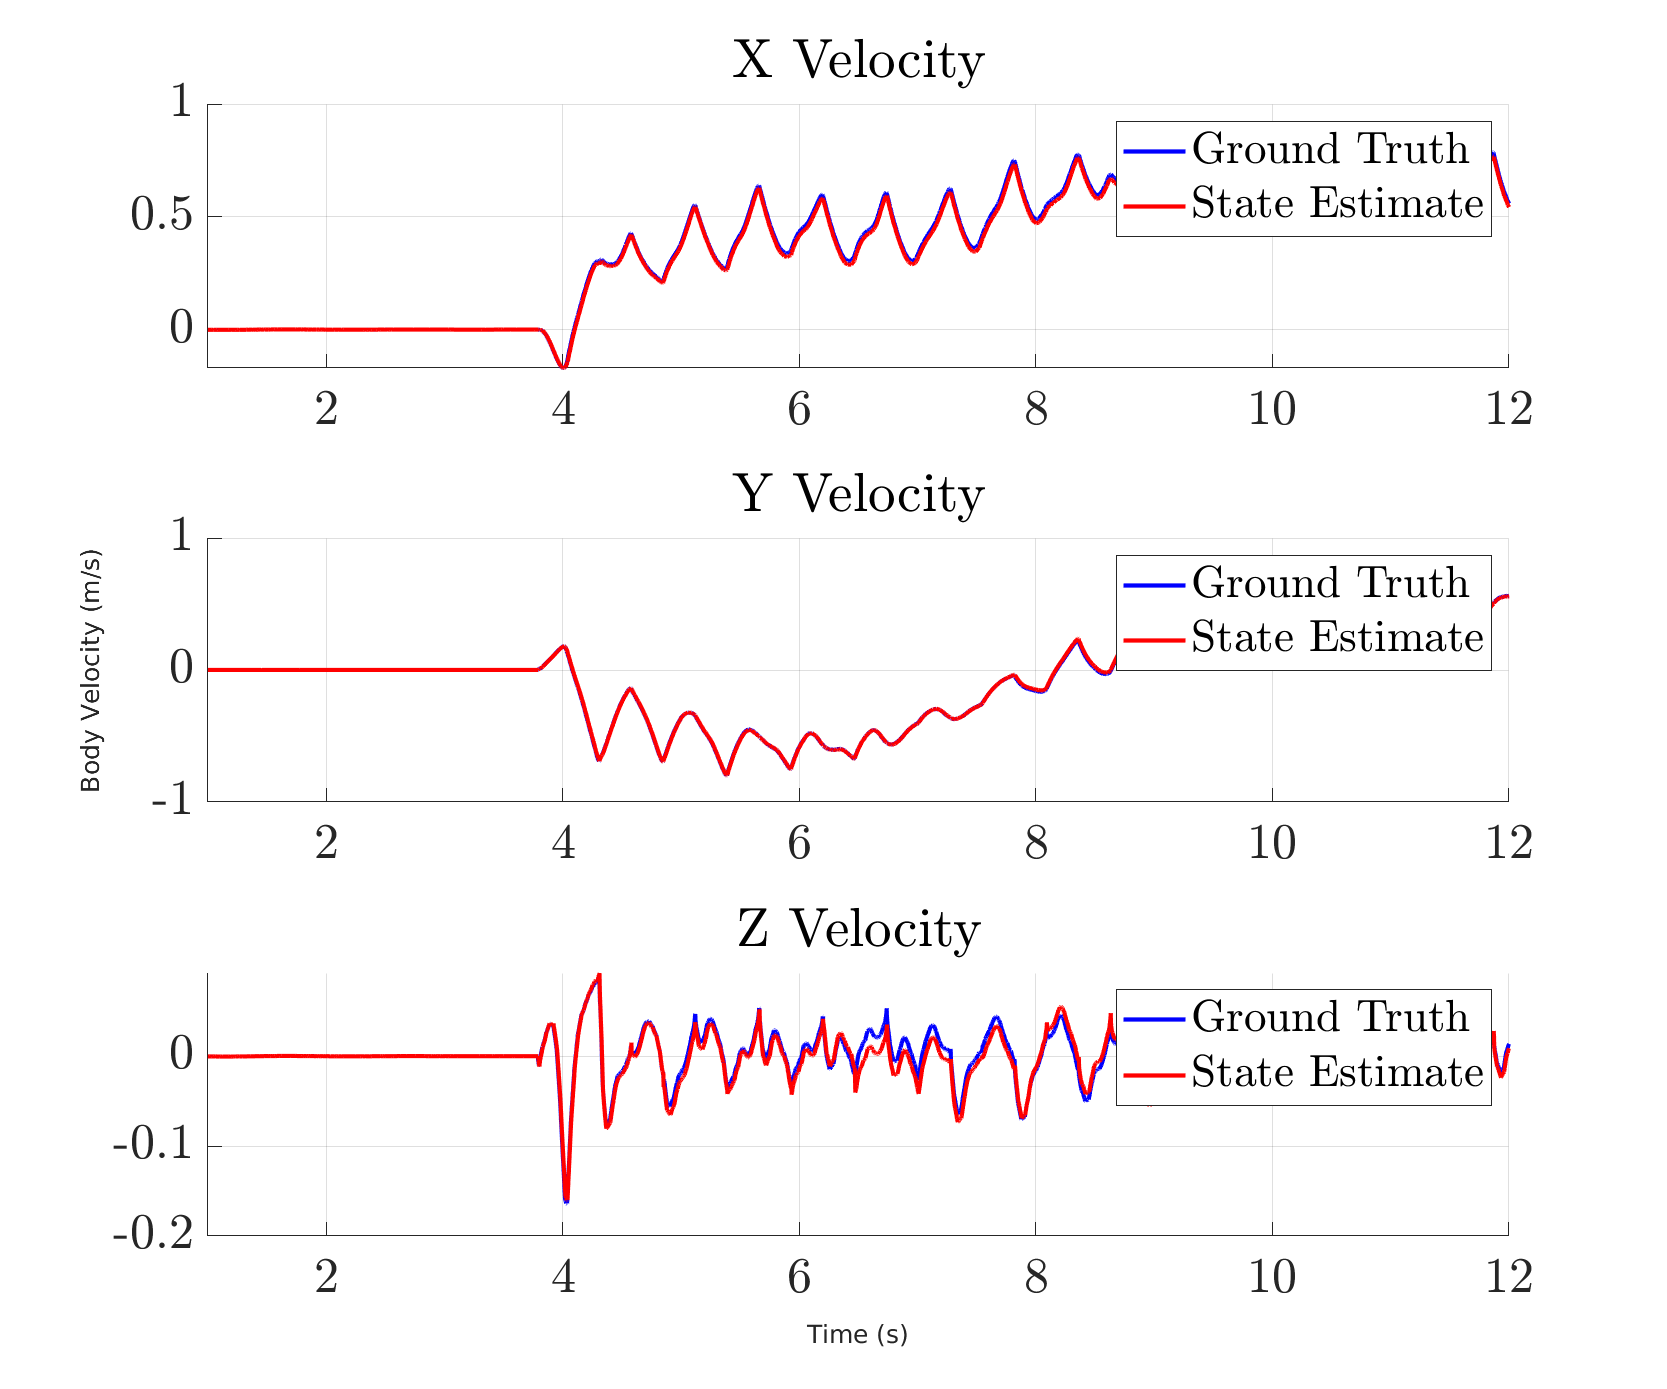 X Velocity
1
0.5
0
Ground Truth
State Estimate
2 4 6 8 10 12
Y Velocity
Body Velocity (m/s)
1
0
-1
Ground Truth
State Estimate
2 4 6 8 10 12
Z Velocity
0
-0.1
-0.2
Ground Truth
State Estimate
2 4 6 8 10 12
Time (s)